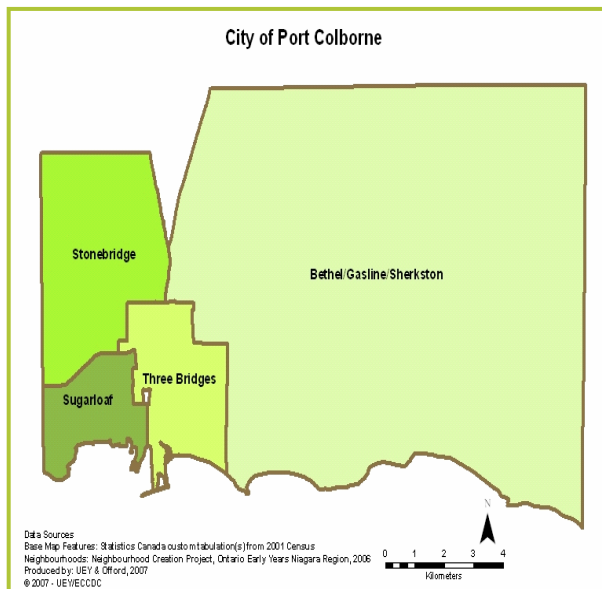 City of Port Colborne
Stonebridge
Bethel/Gasline/Sherkston
Three Bridges
Sugarloaf
N
Data Sources
Base Map Features: Statistics Canada custom tabulation(s) from 2001 Census
Neighbourhoods: Neighbourhood Creation Project, Ontario Early Years Niagara Region, 2006
Produced by: UEY & Offord, 2007
© 2007 - UEY/ECCDC
0 1 2 3 4
Kilometers